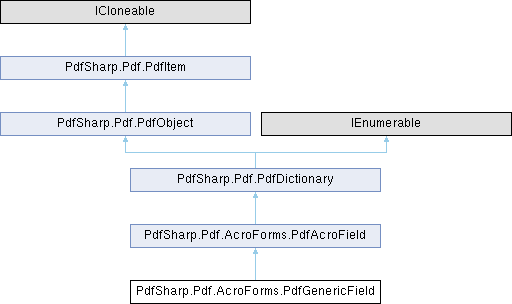 ICloneable
PdfSharp.Pdf.PdfItem
PdfSharp.Pdf.PdfObject
IEnumerable
PdfSharp.Pdf.PdfDictionary
PdfSharp.Pdf.AcroForms.PdfAcroField
PdfSharp.Pdf.AcroForms.PdfGenericField